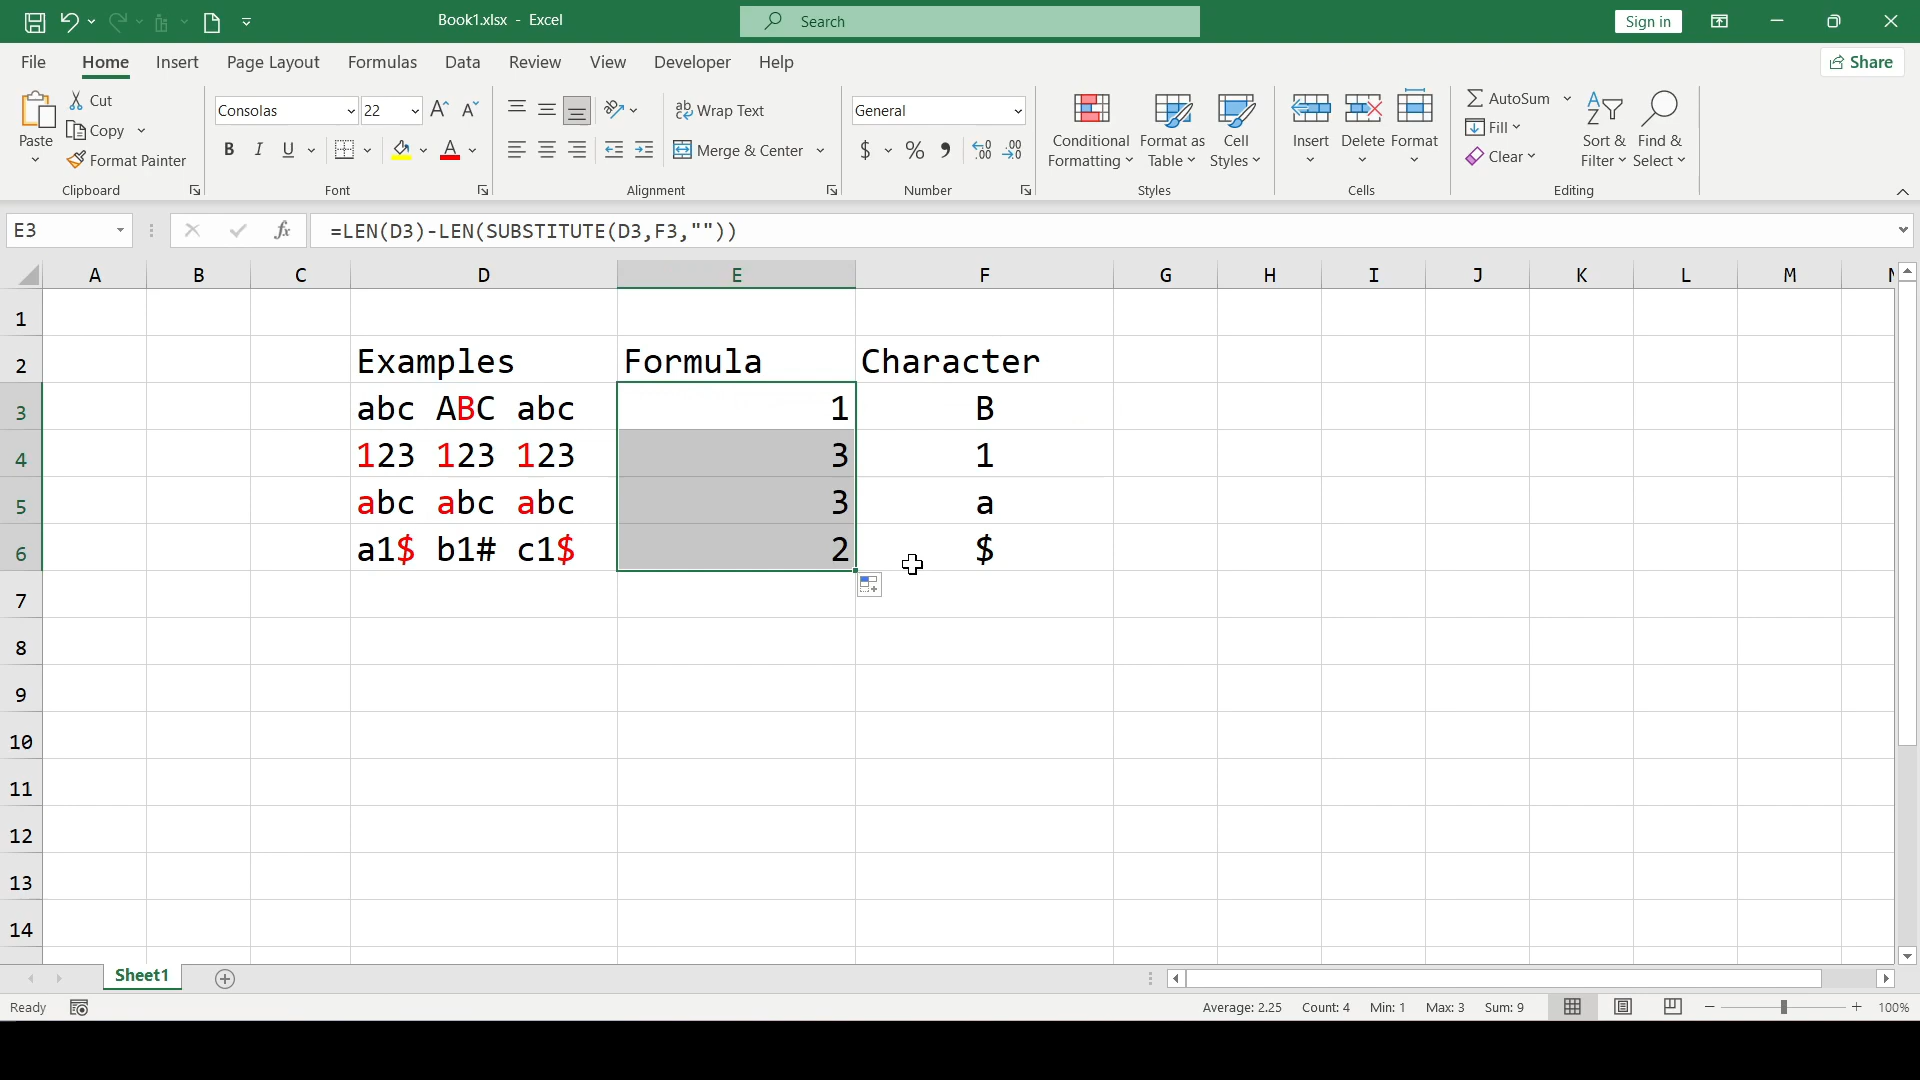 Book1.xlsx - Excel
Search
Sign in
File Home Insert Page Layout Formulas Data Review View Developer Help
Share
Paste
Cut
Copy
Format Painter
Clipboard
Consolas 22
B I U
Font
Wrap Text
Merge & Center
Alignment
General
$ %
Number
Conditional Formatting
Format as Table
Cell Styles
Styles
Insert Delete Format
Cells
AutoSum
Fill
Clear
Sort & Filter
Find & Select
Editing
E3 fx =LEN(D3)-LEN(SUBSTITUTE(D3,F3,""))
A B C D E F G H I J K L M
1
2 Examples Formula Character
3 abc ABC abc 1 B
4 123 123 123 3 1
5 abc abc abc 3 a
6 a1$ b1# c1$ 2 $
7
8
9
10
11
12
13
14
Sheet1
Ready Average: 2.25 Count: 4 Min: 1 Max: 3 Sum: 9 100%